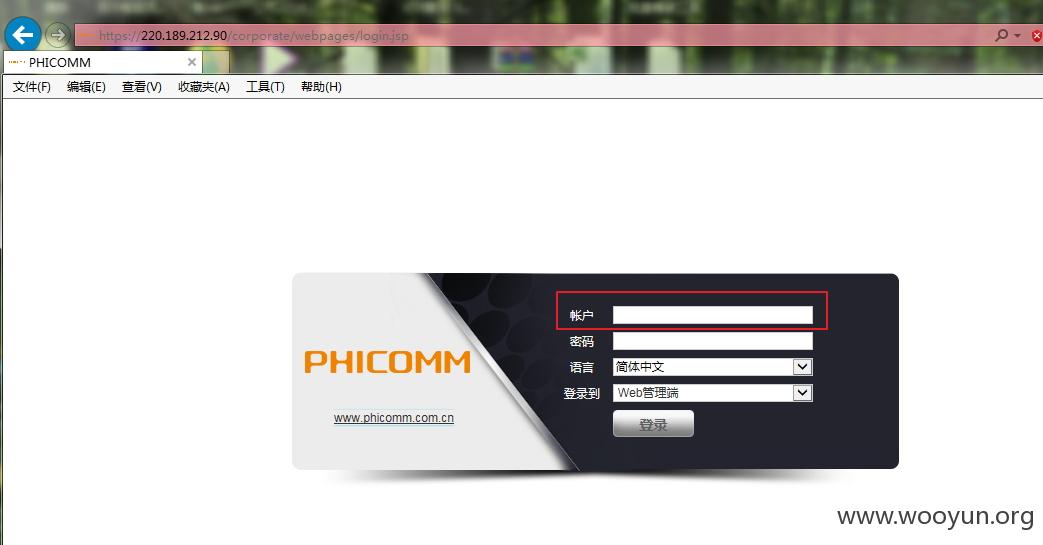 https://220.189.212.90/corporate/webpages/login.jsp
PHICOMM
文件(F) 编辑(E) 查看(V) 收藏夹(A) 工具(T) 帮助(H)
帐户
密码
语言 简体中文
登录到 Web管理端
登录
PHICOMM
www.phicomm.com.cn
www.wooyun.org